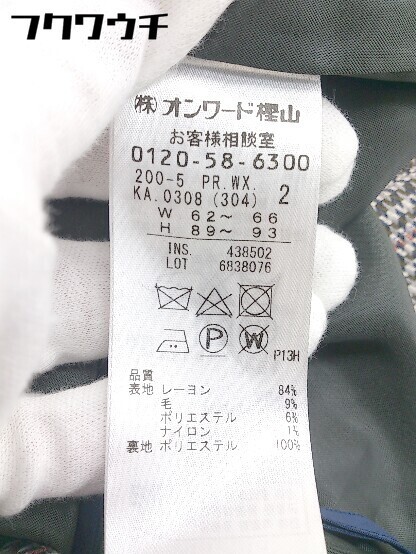 フクワウチ
(株)オンワード樫山
お客様相談室
0120-58-6300
200-5 PR.WX.
KA.0308 (304) 2
W 62～ 66
H 89～ 93
INS. 438502
LOT 6838076
P W P13H
品質
表地 レーヨン 84%
毛 9%
ポリエステル 6%
ナイロン 1%
裏地 ポリエステル 100%